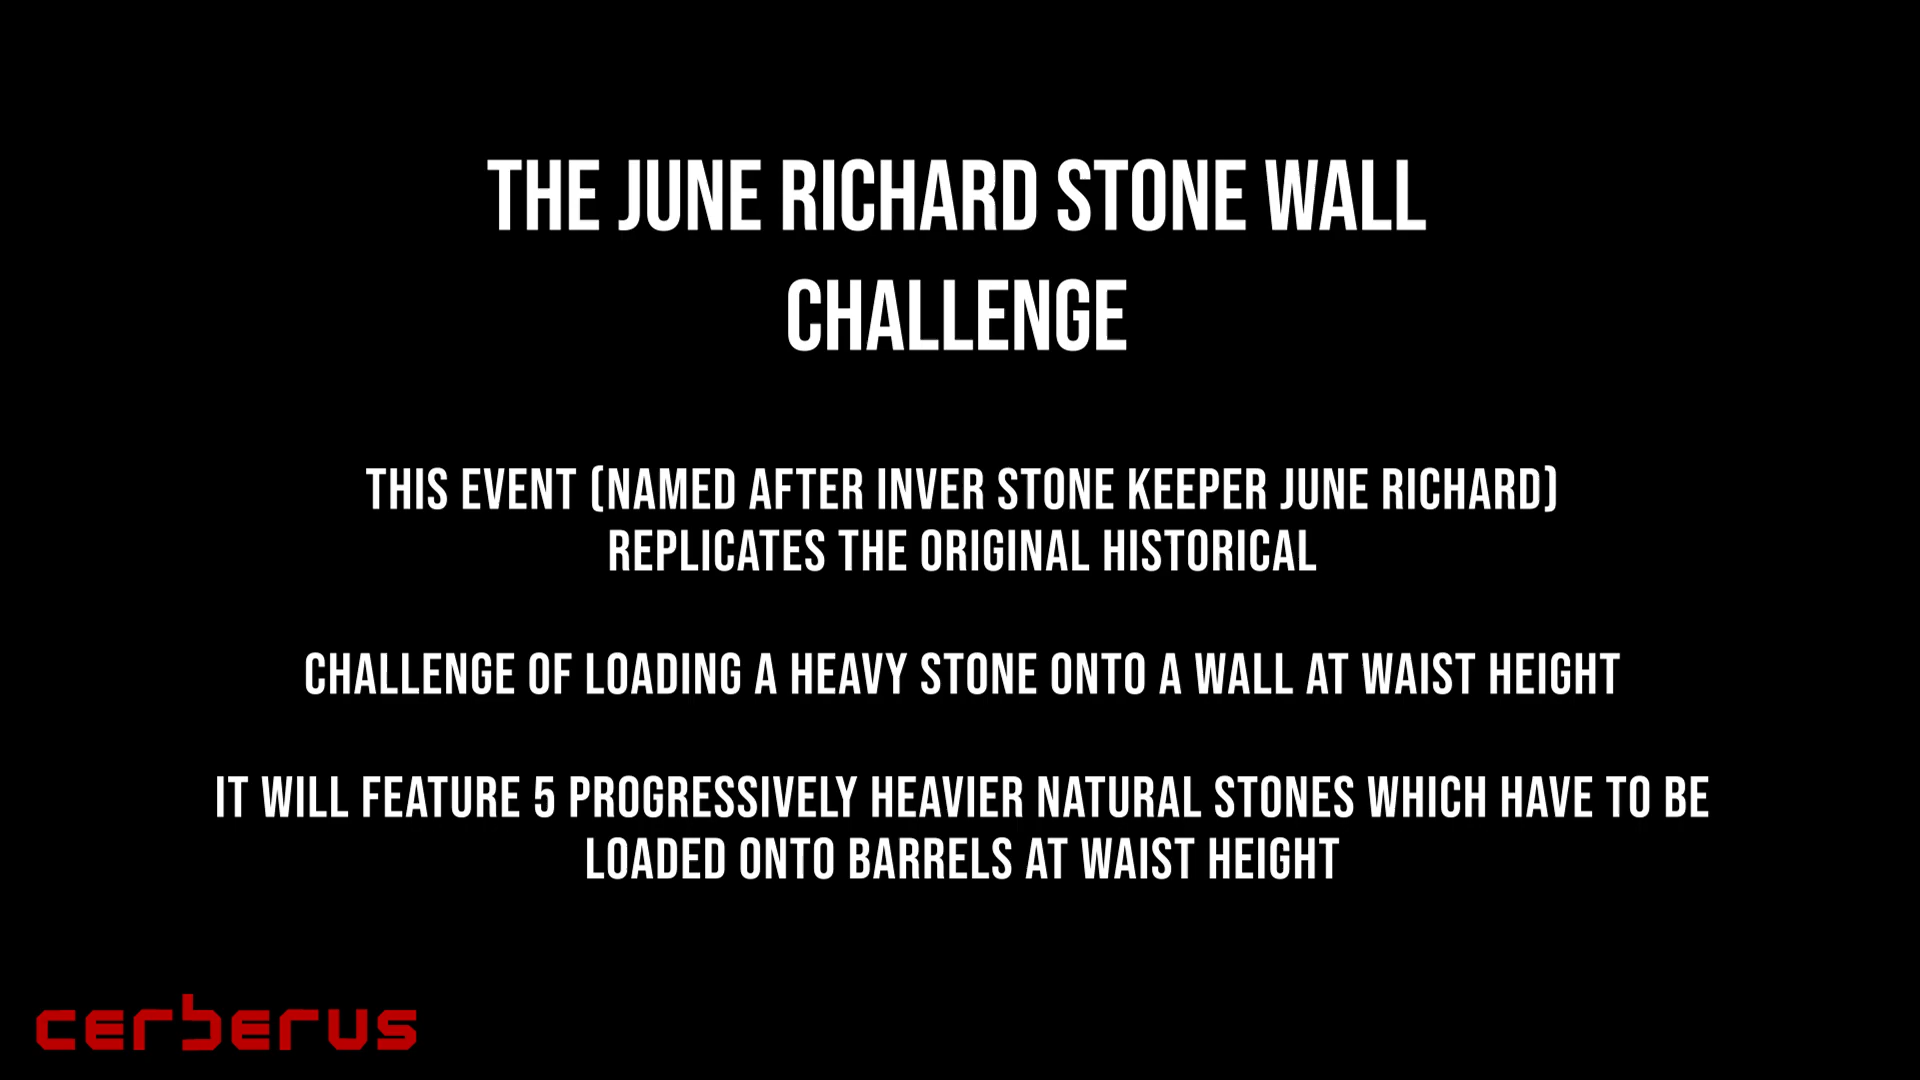 THE JUNE RICHARD STONE WALL
CHALLENGE
THIS EVENT (NAMED AFTER INVER STONE KEEPER JUNE RICHARD)
REPLICATES THE ORIGINAL HISTORICAL
CHALLENGE OF LOADING A HEAVY STONE ONTO A WALL AT WAIST HEIGHT
IT WILL FEATURE 5 PROGRESSIVELY HEAVIER NATURAL STONES WHICH HAVE TO BE
LOADED ONTO BARRELS AT WAIST HEIGHT
cerberus